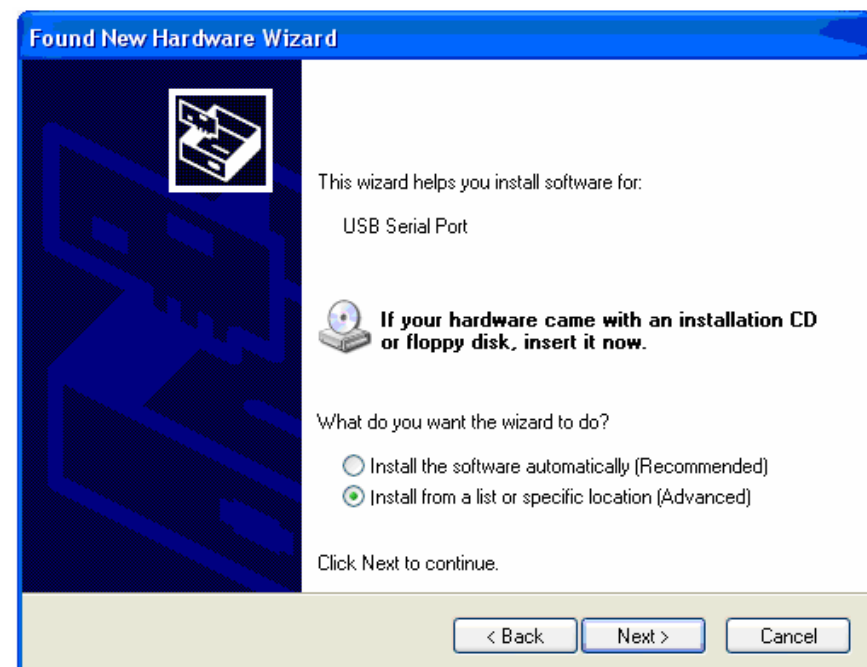 Found New Hardware Wizard
This wizard helps you install software for:
USB Serial Port
If your hardware came with an installation CD
or floppy disk, insert it now.
What do you want the wizard to do?
Install the software automatically (Recommended)
Install from a list or specific location (Advanced)
Click Next to continue.
< Back Next > Cancel